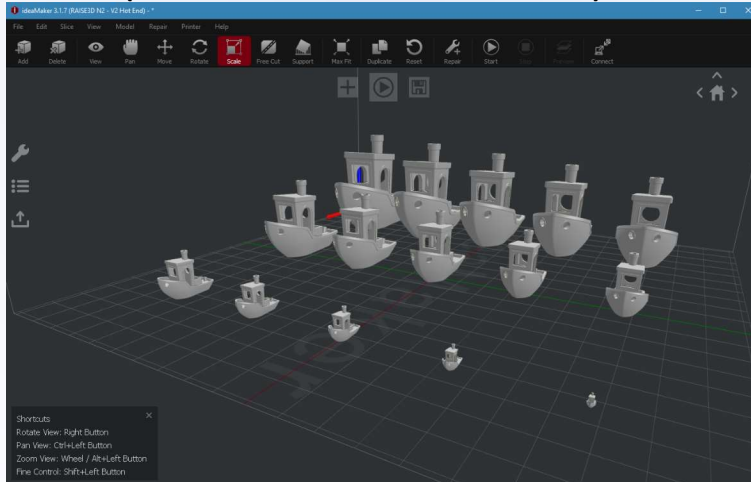 ideaMaker 3.1.7 (RAISE3D N2 - V2 Hot End) - *
File Edit Slice View Model Repair Printer Help
Add Delete View Pan Move Rotate Scale Free Cut Support Max Fit Duplicate Reset Repair Start Stop Preview Connect
Shortcuts
Rotate View: Right Button
Pan View: Ctrl+Left Button
Zoom View: Wheel / Alt+Left Button
Fine Control: Shift+Left Button